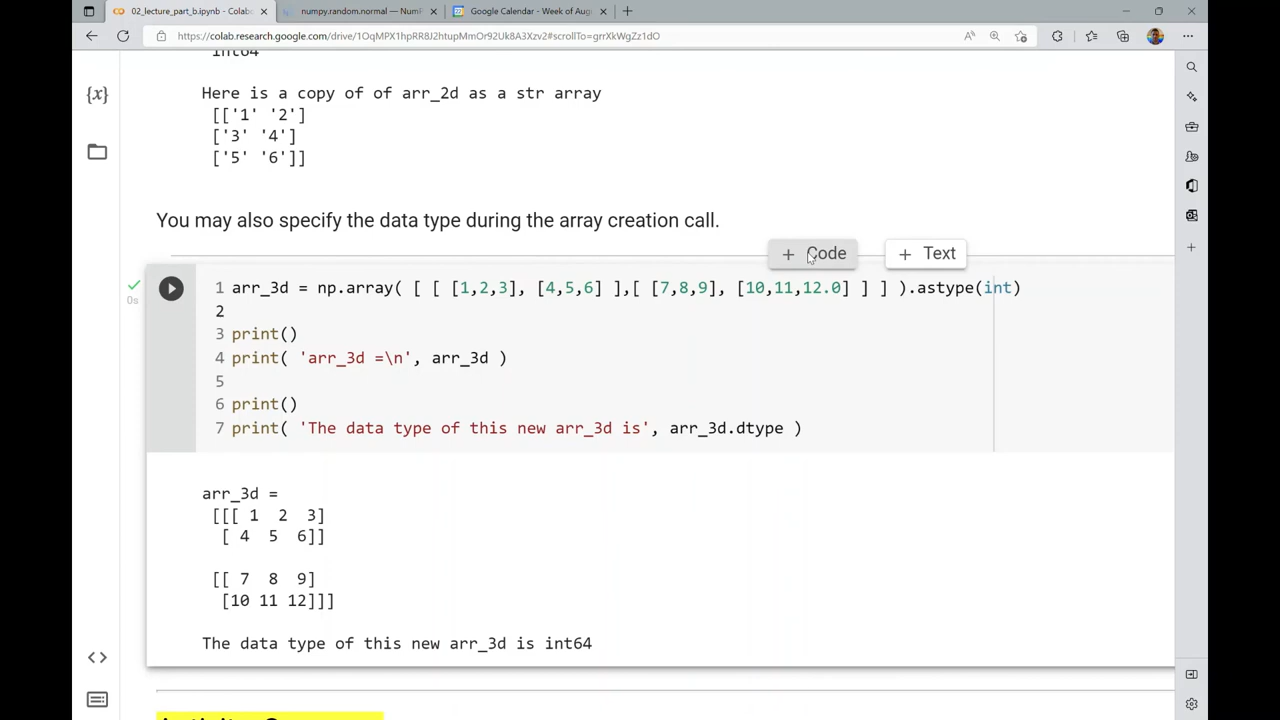 02_lecture_part_b.ipynb - Colabo
numpy.random.normal — NumP
Google Calendar - Week of Aug
https://colab.research.google.com/drive/1OqMPX1hpRR8J2htupMmOr92Uk8A3Xzv2#scrollTo=grrXkWgZz1dO
int64
Here is a copy of of arr_2d as a str array
[['1' '2']
['3' '4']
['5' '6']]
You may also specify the data type during the array creation call.
+ Code + Text
0s
1 arr_3d = np.array( [ [ [1,2,3], [4,5,6] ],[ [7,8,9], [10,11,12.0] ] ] ).astype(int)
2
3 print()
4 print( 'arr_3d =\n', arr_3d )
5
6 print()
7 print( 'The data type of this new arr_3d is', arr_3d.dtype )
arr_3d =
[[[ 1 2 3]
[ 4 5 6]]
[[ 7 8 9]
[10 11 12]]]
The data type of this new arr_3d is int64